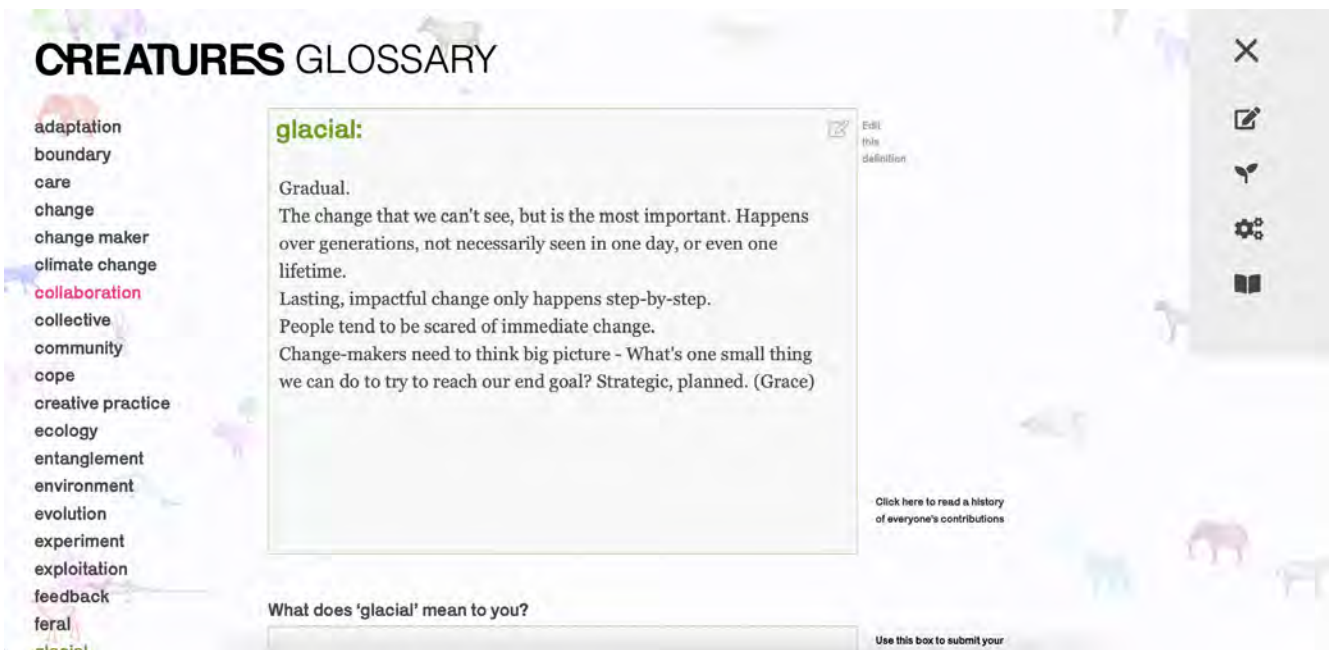 CREATURES GLOSSARY
adaptation
boundary
care
change
change maker
climate change
collaboration
collective
community
cope
creative practice
ecology
entanglement
environment
evolution
experiment
exploitation
feedback
feral
glacial
glacial:
Edit
this
definition
Gradual.
The change that we can't see, but is the most important. Happens
over generations, not necessarily seen in one day, or even one
lifetime.
Lasting, impactful change only happens step-by-step.
People tend to be scared of immediate change.
Change-makers need to think big picture - What's one small thing
we can do to try to reach our end goal? Strategic, planned. (Grace)
Click here to read a history
of everyone's contributions
What does 'glacial' mean to you?
Use this box to submit your